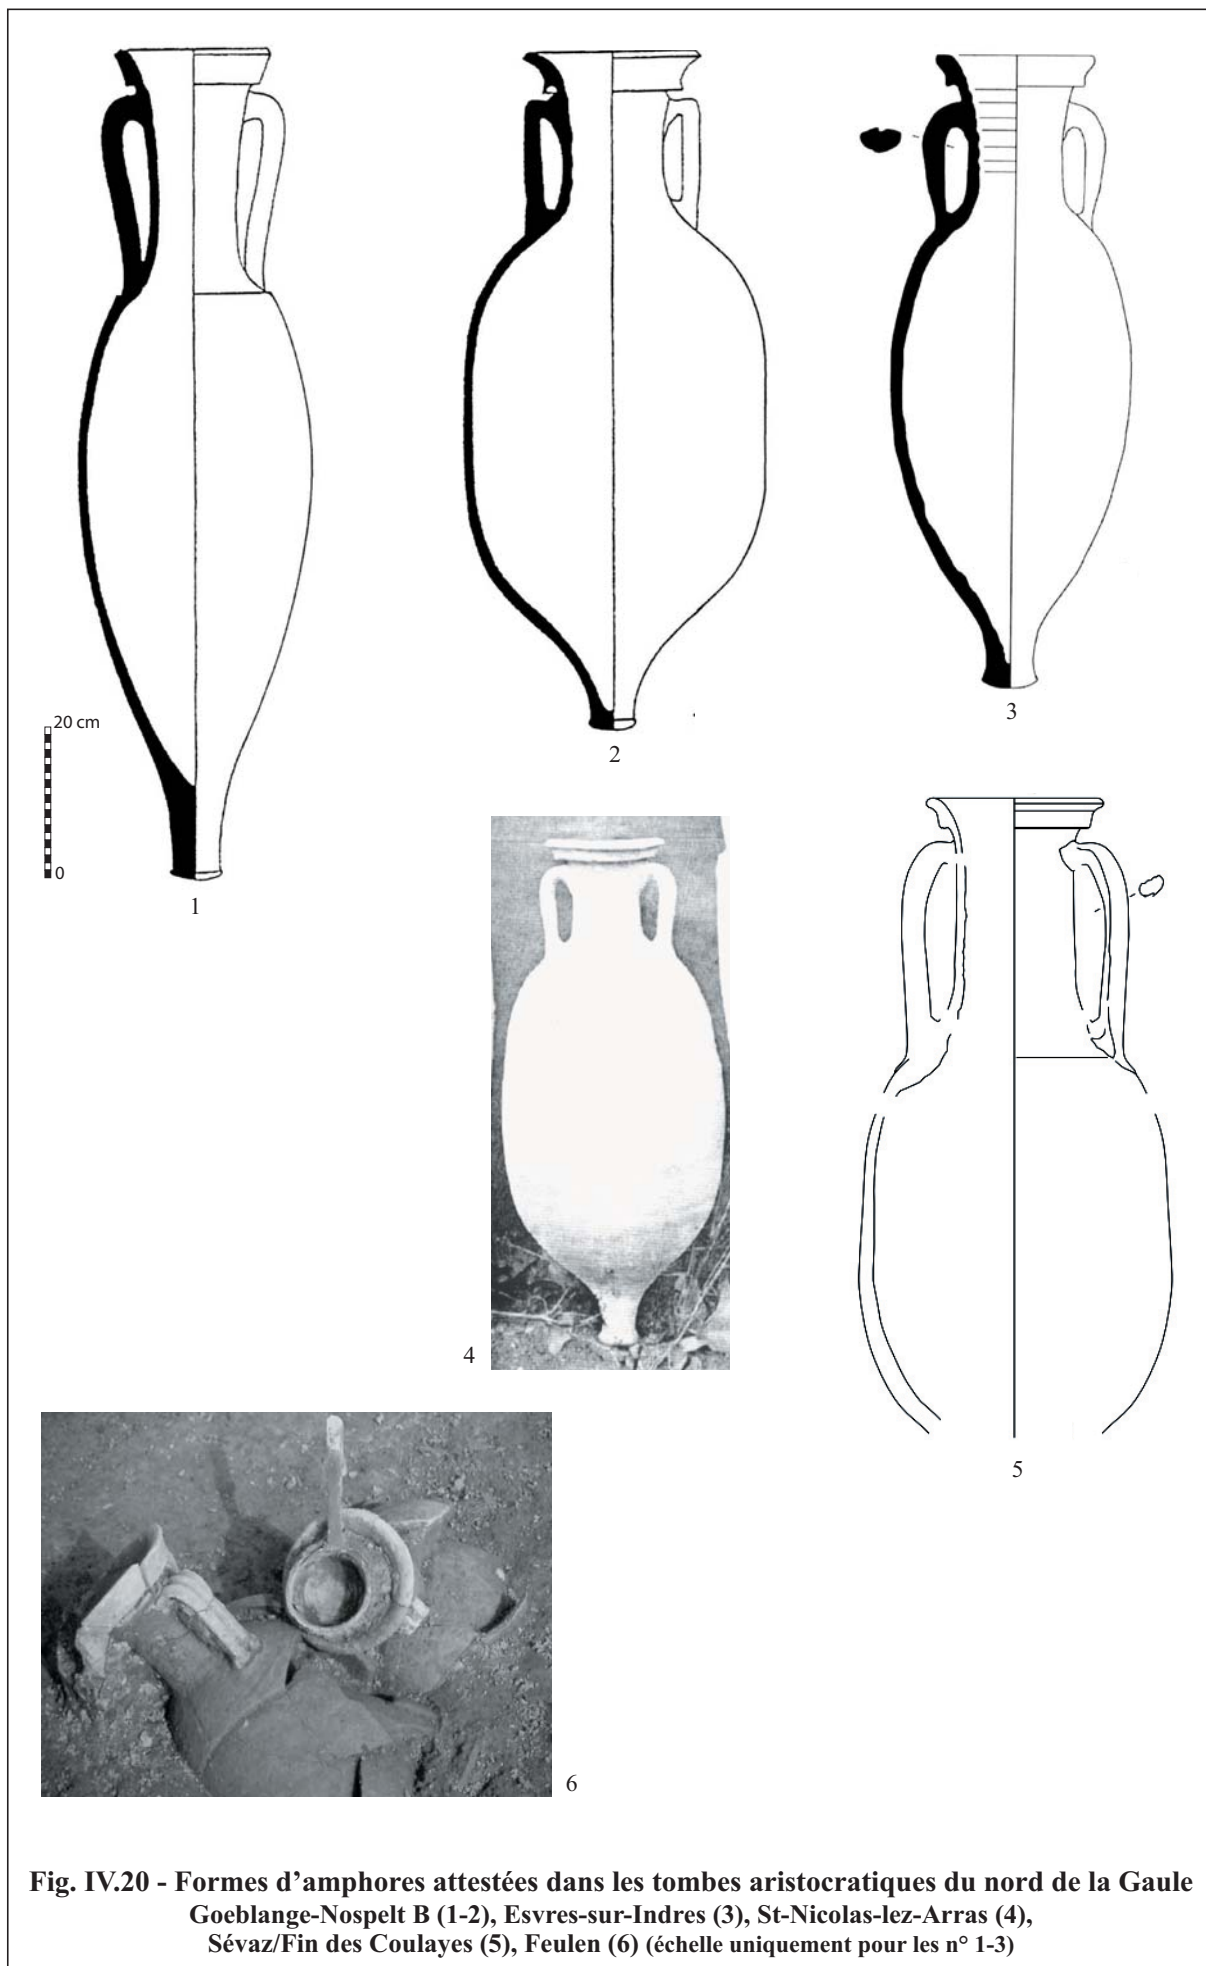 20 cm
0
1
2
3
4
5
6
Fig. IV.20 - Formes d’amphores attestées dans les tombes aristocratiques du nord de la Gaule
Goeblange-Nospelt B (1-2), Esvres-sur-Indres (3), St-Nicolas-lez-Arras (4),
Sévaz/Fin des Coulayes (5), Feulen (6) (échelle uniquement pour les n° 1-3)